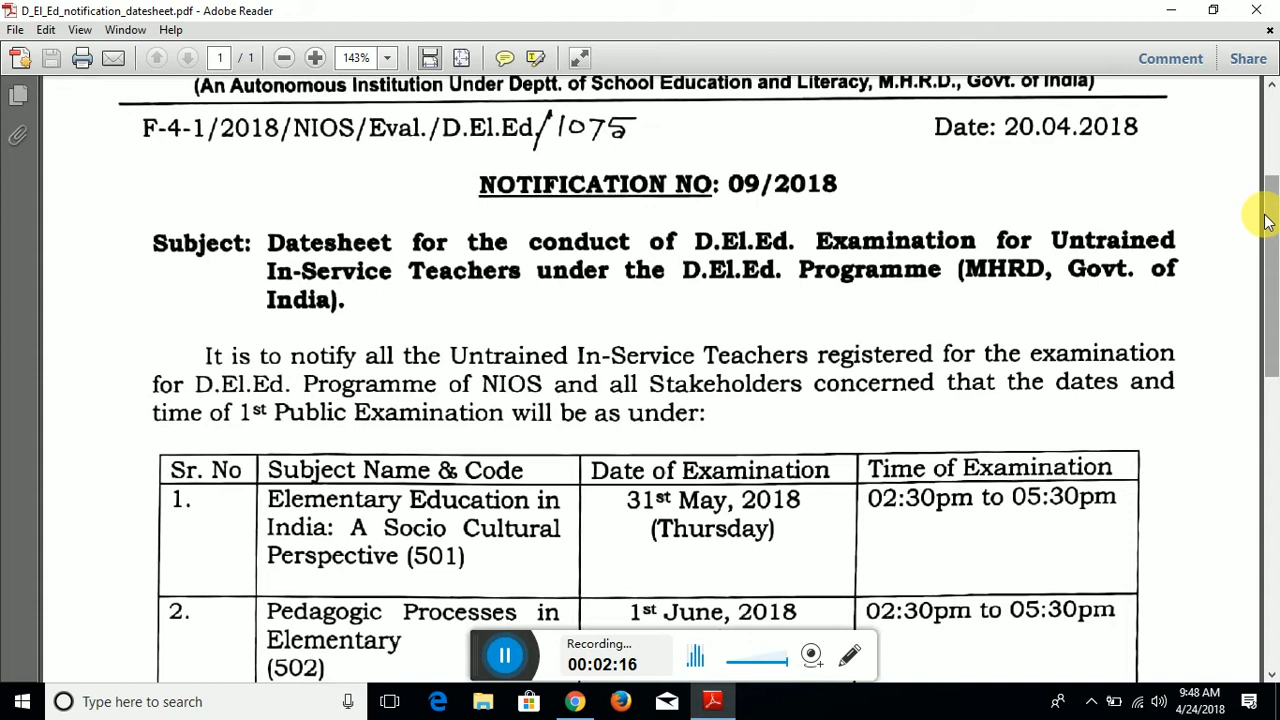 D_El_Ed_notification_datesheet.pdf - Adobe Reader
File Edit View Window Help
1 / 1 143% Comment Share
(An Autonomous Institution Under Deptt. of School Education and Literacy, M.H.R.D., Govt. of India)
F-4-1/2018/NIOS/Eval./D.El.Ed/1075 Date: 20.04.2018
NOTIFICATION NO: 09/2018
Subject: Datesheet for the conduct of D.El.Ed. Examination for Untrained
In-Service Teachers under the D.El.Ed. Programme (MHRD, Govt. of
India).
It is to notify all the Untrained In-Service Teachers registered for the examination
for D.El.Ed. Programme of NIOS and all Stakeholders concerned that the dates and
time of 1st Public Examination will be as under:
Sr. No Subject Name & Code Date of Examination Time of Examination
1. Elementary Education in 31st May, 2018 02:30pm to 05:30pm
India: A Socio Cultural (Thursday)
Perspective (501)
2. Pedagogic Processes in 1st June, 2018 02:30pm to 05:30pm
Elementary
(502)
Recording...
00:02:16
Type here to search
9:48 AM
4/24/2018